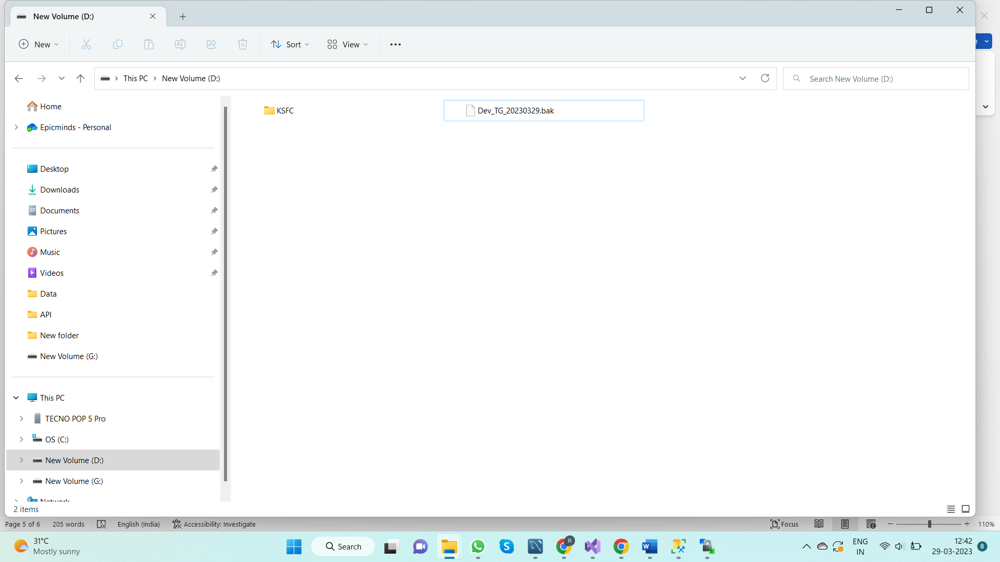 New Volume (D:)
New
Sort
View
This PC
New Volume (D:)
Search New Volume (D:)
Home
Epicminds - Personal
Desktop
Downloads
Documents
Pictures
Music
Videos
Data
API
New folder
New Volume (G:)
This PC
TECNO POP 5 Pro
OS (C:)
New Volume (D:)
New Volume (G:)
Network
KSFC
Dev_TG_20230329.bak
2 items
Page 5 of 6
205 words
English (India)
Accessibility: Investigate
Focus
110%
31°C
Mostly sunny
Search
R
ENG
IN
12:42
29-03-2023
8